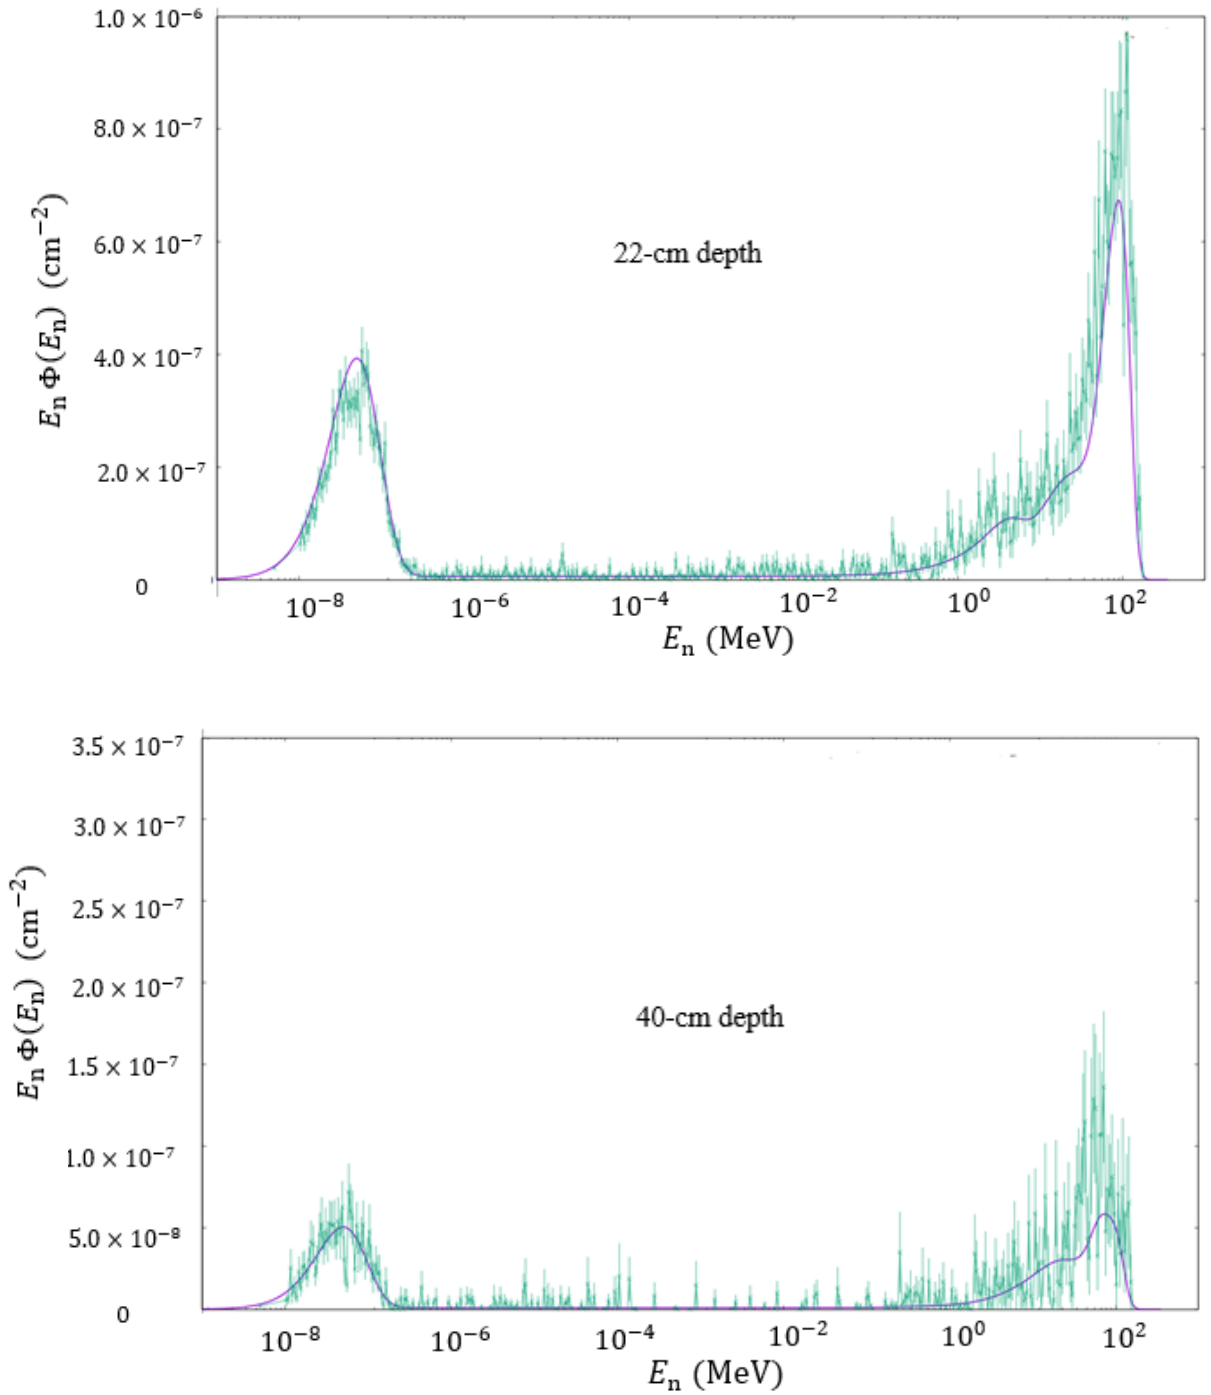 1.0 × 10⁻⁶
8.0 × 10⁻⁷
6.0 × 10⁻⁷
4.0 × 10⁻⁷
2.0 × 10⁻⁷
0
Eₙ Φ(Eₙ) (cm⁻²)
22-cm depth
10⁻⁸ 10⁻⁶ 10⁻⁴ 10⁻² 10⁰ 10²
Eₙ (MeV)
3.5 × 10⁻⁷
3.0 × 10⁻⁷
2.5 × 10⁻⁷
2.0 × 10⁻⁷
1.5 × 10⁻⁷
1.0 × 10⁻⁷
5.0 × 10⁻⁸
0
Eₙ Φ(Eₙ) (cm⁻²)
40-cm depth
10⁻⁸ 10⁻⁶ 10⁻⁴ 10⁻² 10⁰ 10²
Eₙ (MeV)